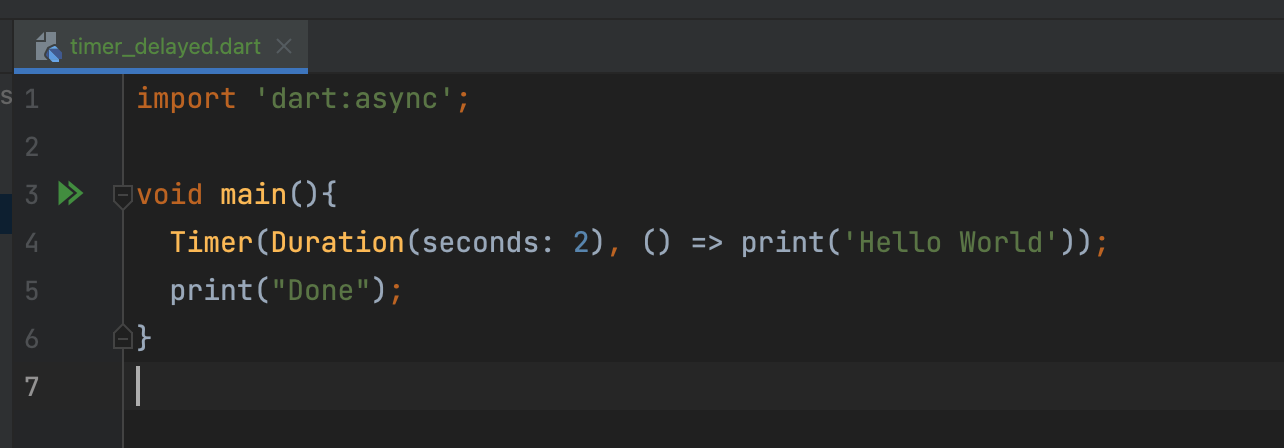 timer_delayed.dart
s
1 import 'dart:async';
2
3 void main(){
4 Timer(Duration(seconds: 2), () => print('Hello World'));
5 print("Done");
6 }
7